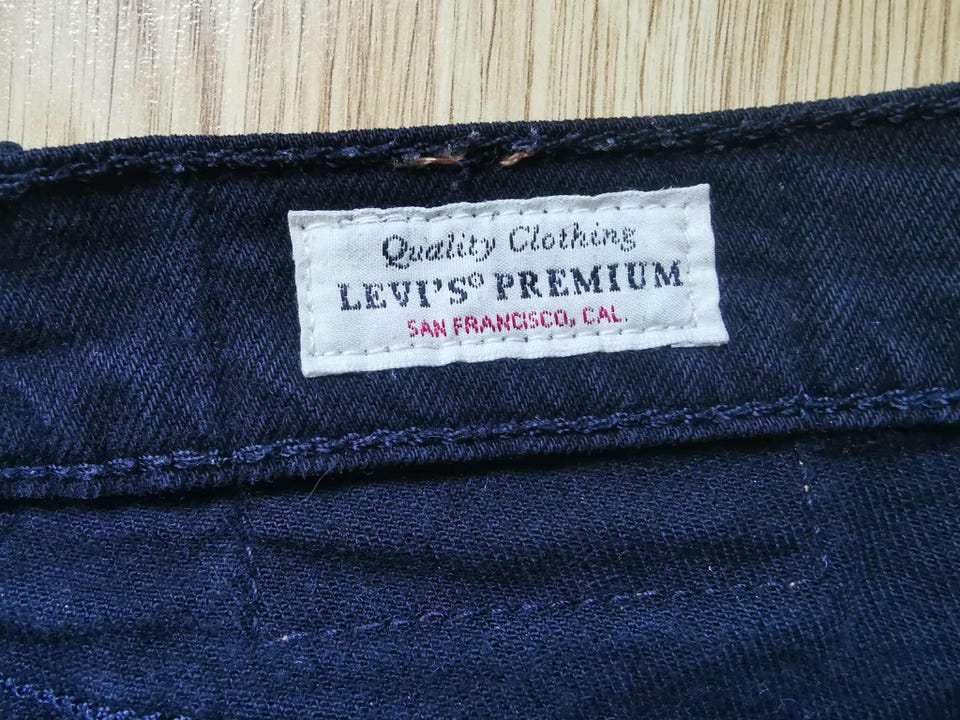 Quality Clothing
LEVI'S® PREMIUM
SAN FRANCISCO, CAL.